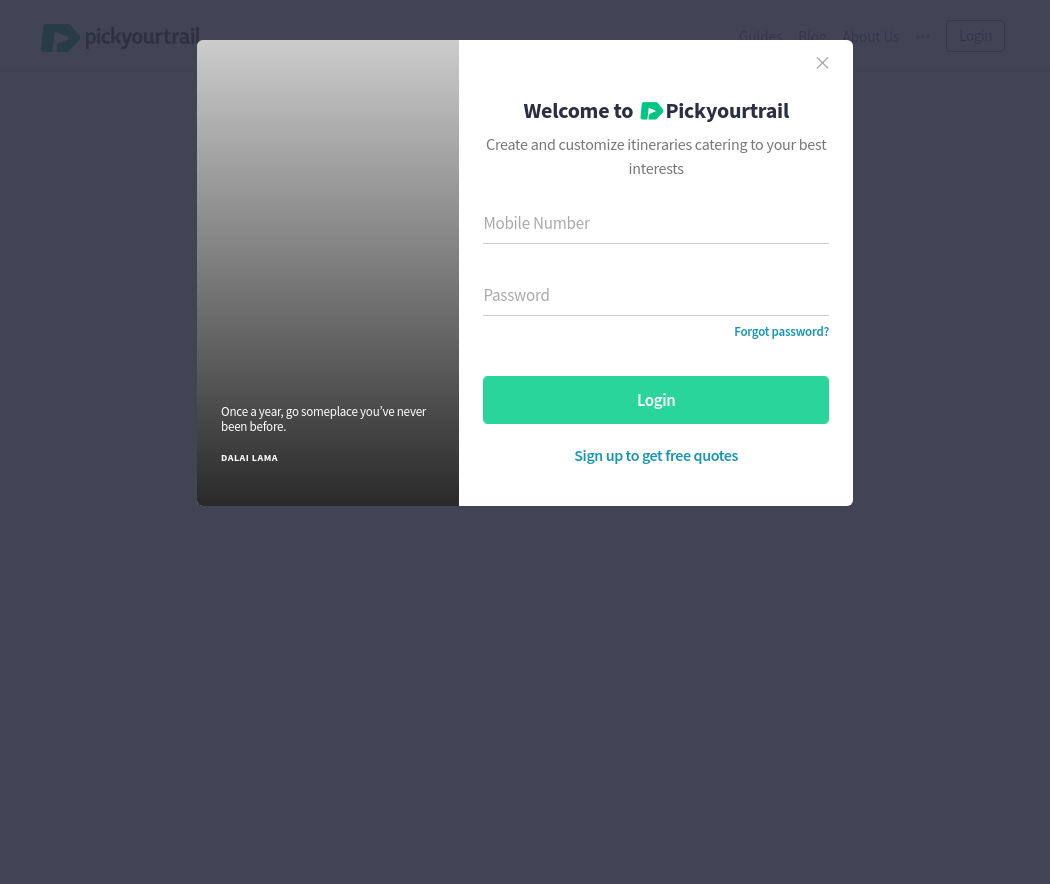 pickyourtrail
Guides Blog About Us ••• Login
Welcome to Pickyourtrail
Create and customize itineraries catering to your best
interests
Mobile Number
Password
Forgot password?
Login
Sign up to get free quotes
Once a year, go someplace you've never
been before.
DALAI LAMA